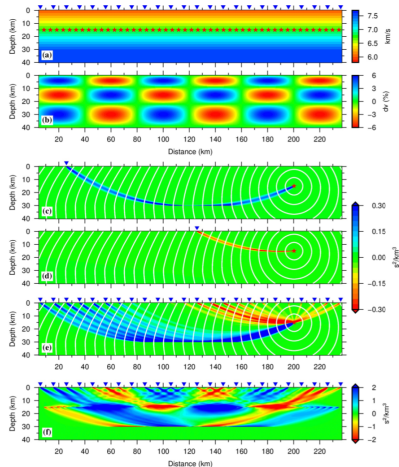 Depth (km)
0
10
20
30
40
(a)
7.5
7.0
6.5
6.0
km/s
Depth (km)
0
10
20
30
40
(b)
6
3
0
−3
−6
dv (%)
20 40 60 80 100 120 140 160 180 200 220
Distance (km)
Depth (km)
0
10
20
30
40
(c)
Depth (km)
0
10
20
30
40
(d)
Depth (km)
0
10
20
30
40
(e)
0.30
0.15
0.00
−0.15
−0.30
s²/km³
Depth (km)
0
10
20
30
40
(f)
2
1
0
−1
−2
s²/km³
20 40 60 80 100 120 140 160 180 200 220
Distance (km)